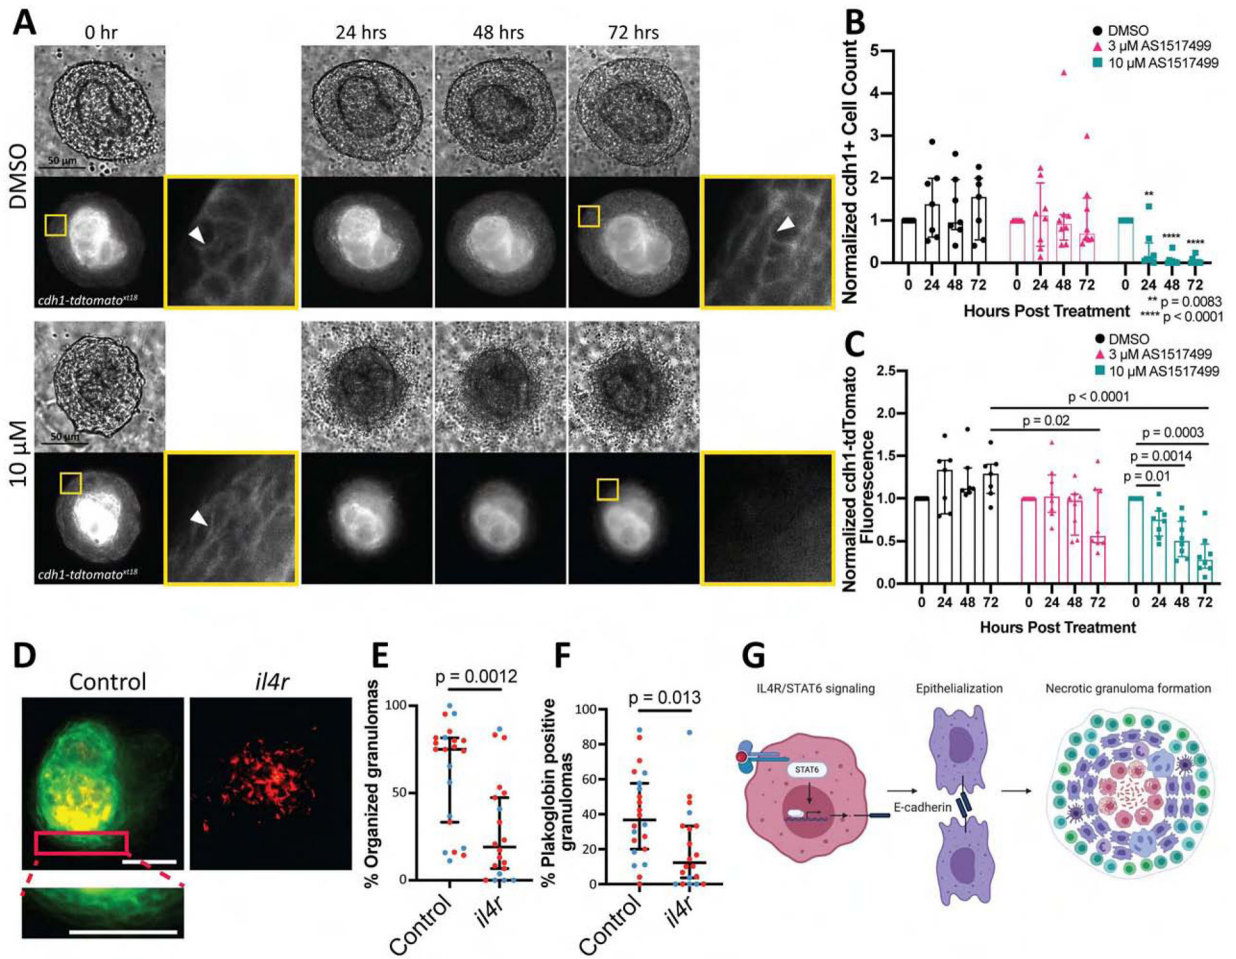 A
0 hr
24 hrs
48 hrs
72 hrs
DMSO
50 µm
cdh1-tdtomatoxt18
10 µM
50 µm
cdh1-tdtomatoxt18
B
DMSO
3 µM AS1517499
10 µM AS1517499
Normalized cdh1+ Cell Count
5
4
3
2
1
0
**
****
****
0 24 48 72 0 24 48 72 0 24 48 72
Hours Post Treatment
** p = 0.0083
**** p < 0.0001
C
DMSO
3 µM AS1517499
10 µM AS1517499
Normalized cdh1-tdTomato
Fluorescence
2.5
2.0
1.5
1.0
0.5
0.0
p < 0.0001
p = 0.02
p = 0.0003
p = 0.0014
p = 0.01
0 24 48 72 0 24 48 72 0 24 48 72
Hours Post Treatment
D
Control
il4r
E
p = 0.0012
% Organized granulomas
100
50
0
Control
il4r
F
p = 0.013
% Plakoglobin positive
granulomas
100
80
60
40
20
0
Control
il4r
G
IL4R/STAT6 signaling
Epithelialization
Necrotic granuloma formation
STAT6
E-cadherin